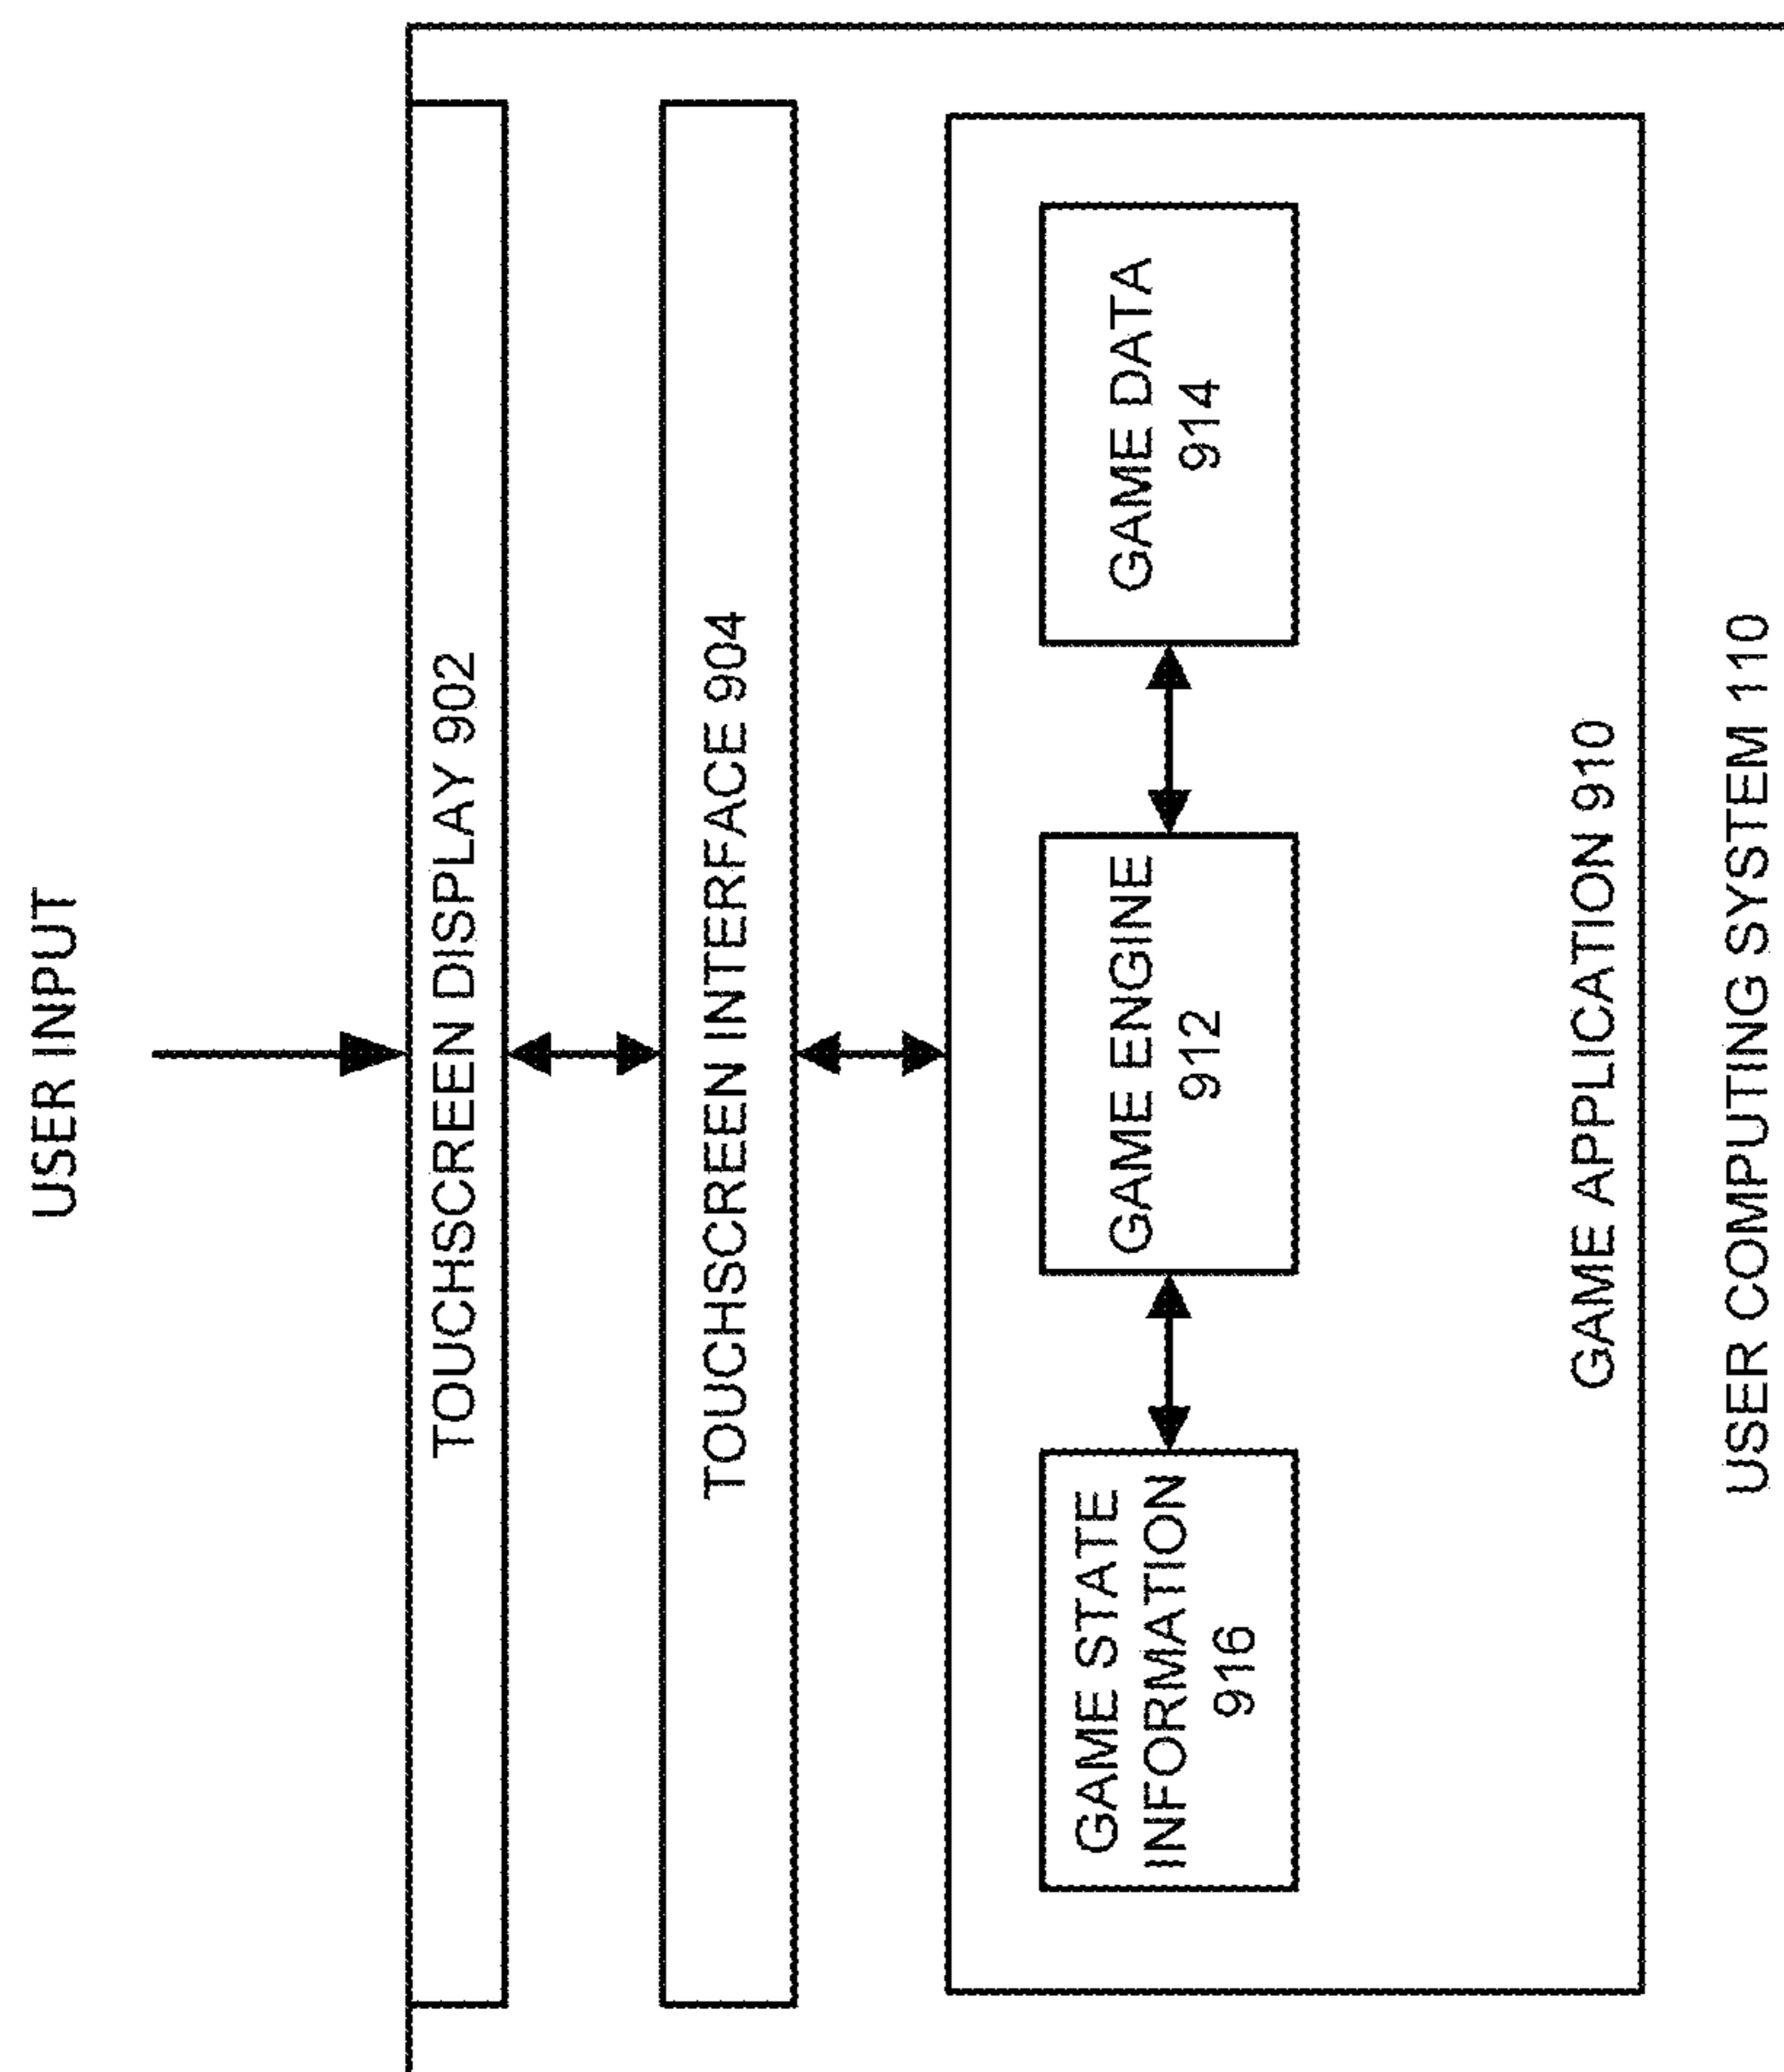 USER INPUT
TOUCHSCREEN DISPLAY 902
TOUCHSCREEN INTERFACE 904
GAME STATE
INFORMATION
916
GAME ENGINE
912
GAME DATA
914
GAME APPLICATION 910
USER COMPUTING SYSTEM 110